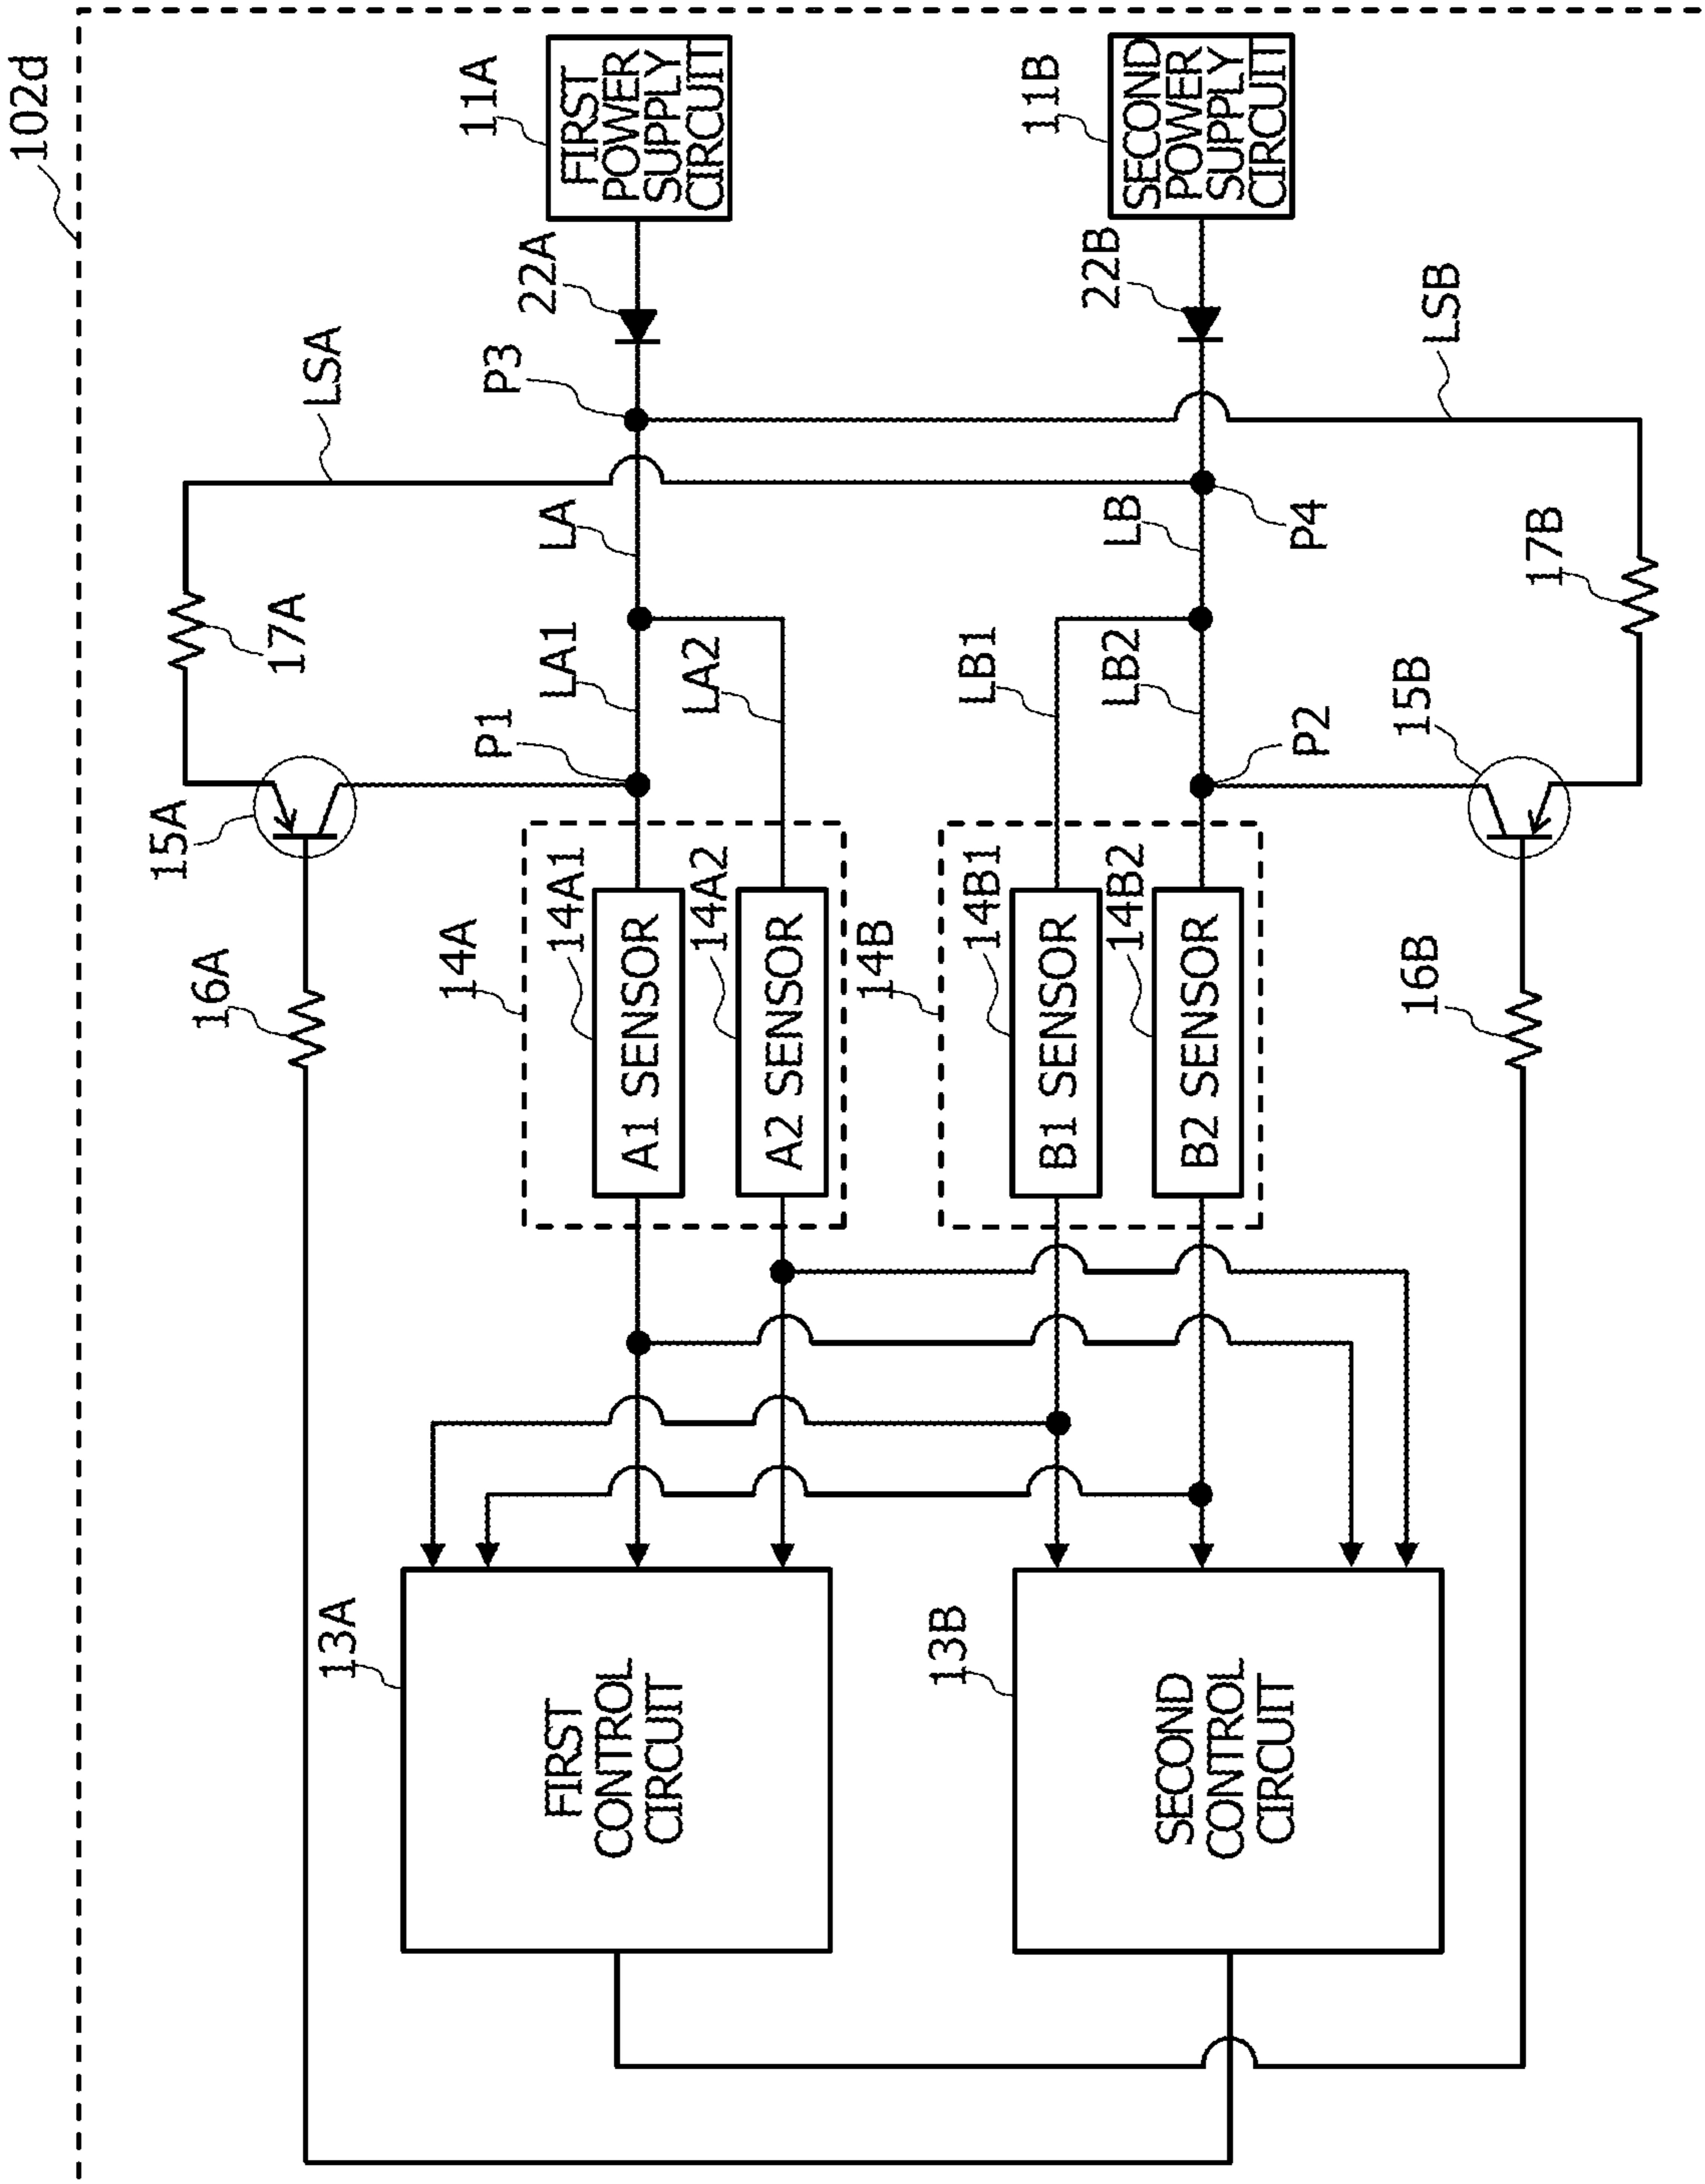 102d
11A
FIRST
POWER
SUPPLY
CIRCUIT
11B
SECOND
POWER
SUPPLY
CIRCUIT
22A
22B
P3
LSA
LSB
LA
LB
P4
17A
17B
LA1
LA2
LB1
LB2
P1
P2
15A
15B
14A
14A1
A1 SENSOR
14A2
A2 SENSOR
14B
14B1
B1 SENSOR
14B2
B2 SENSOR
16A
16B
13A
FIRST
CONTROL
CIRCUIT
13B
SECOND
CONTROL
CIRCUIT